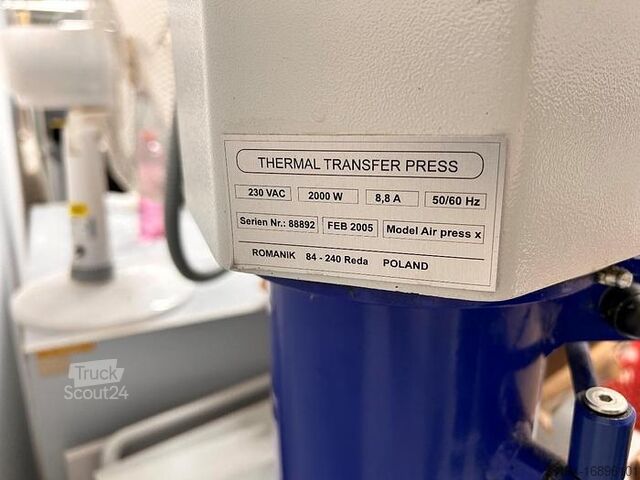 THERMAL TRANSFER PRESS
230 VAC 2000 W 8,8 A 50/60 Hz
Serien Nr.: 88892 FEB 2005 Model Air press x
ROMANIK 84 - 240 Reda POLAND
Truck
Scout24